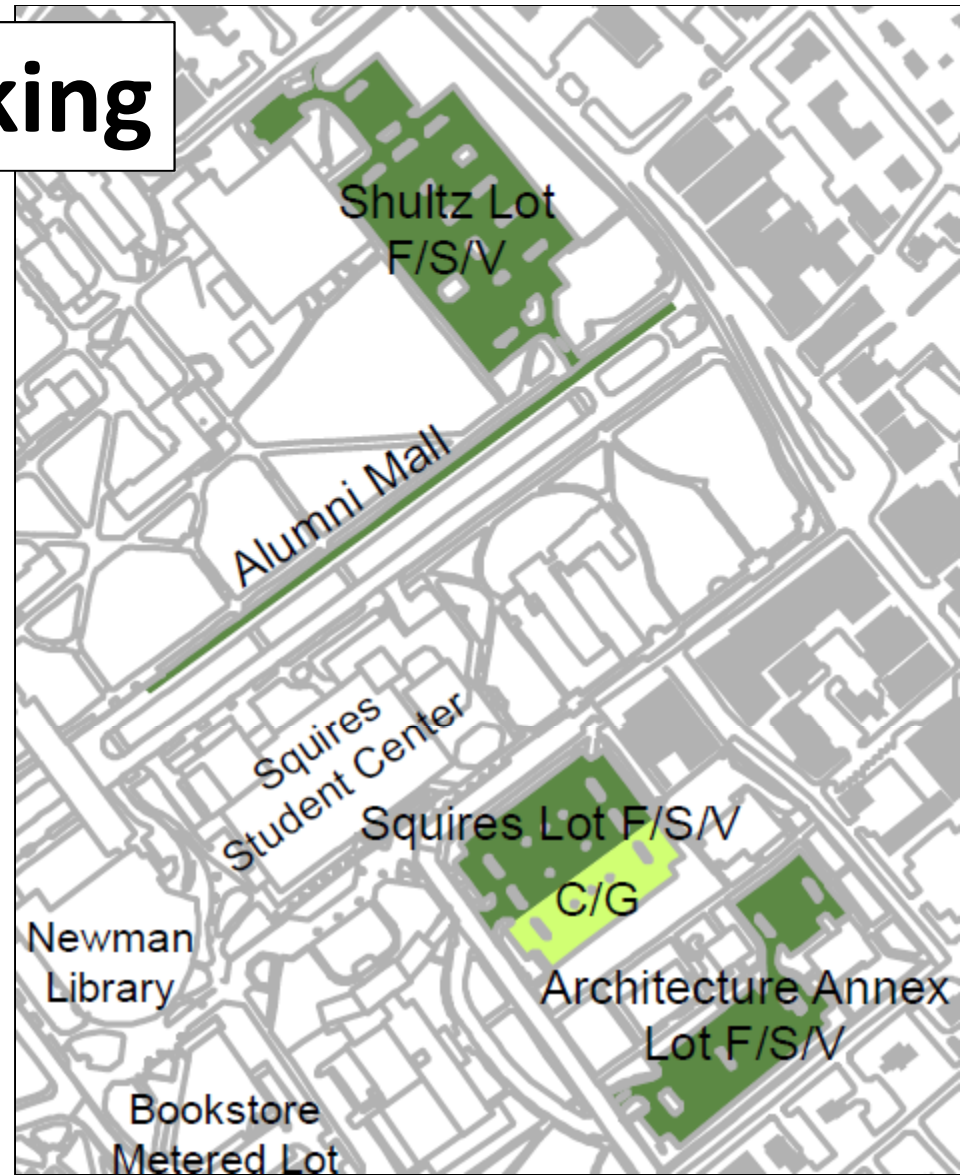 king
Shultz Lot
F/S/V
Alumni Mall
Squires
Student Center
Squires Lot F/S/V
C/G
Newman
Library
Architecture Annex
Lot F/S/V
Bookstore
Metered Lot